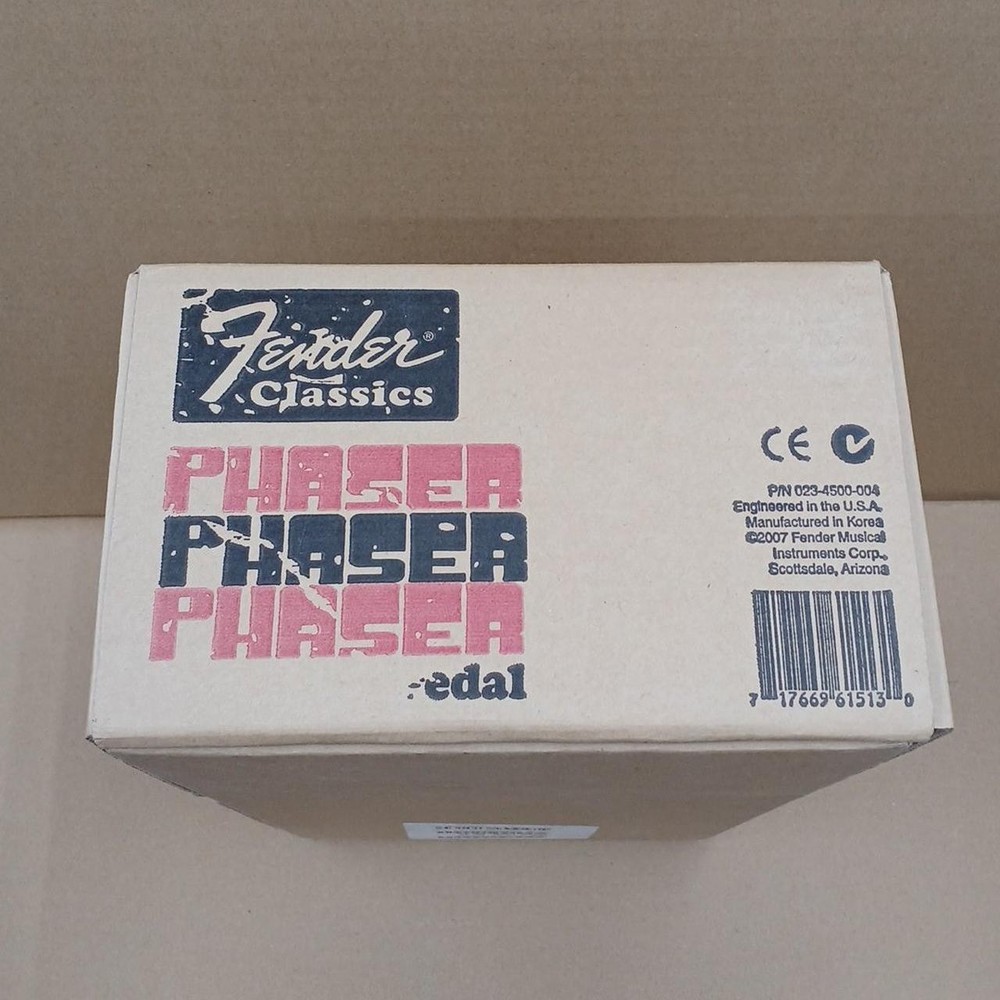 Fender®
Classics
PHASER
PHASER
PHASER
edal
CE
P/N 023-4500-004
Engineered in the U.S.A.
Manufactured in Korea
©2007 Fender Musical
Instruments Corp.,
Scottsdale, Arizona
7 17669 61513 0